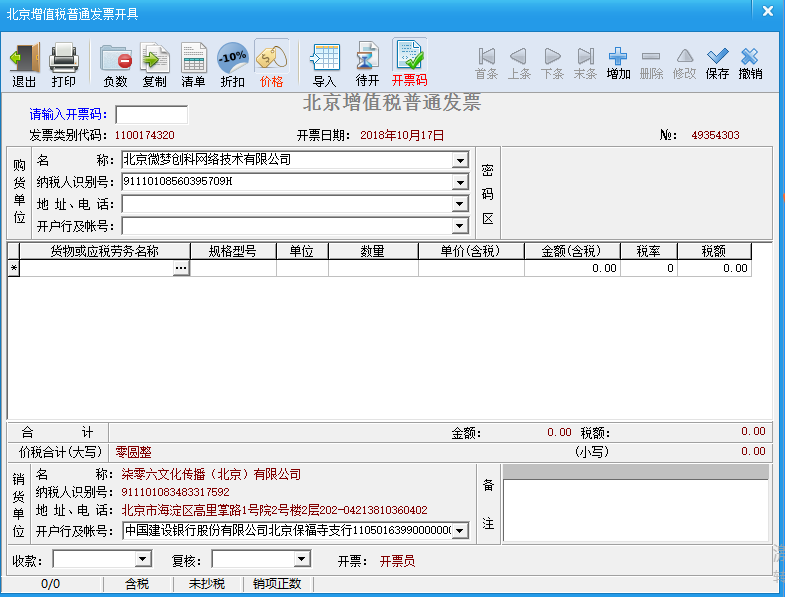 北京增值税普通发票开具
退出 打印 负数 复制 清单 -10% 折扣 价格 导入 待开 开票码 首条 上条 下条 末条 增加 删除 修改 保存 撤销
北京增值税普通发票
请输入开票码:
发票类别代码: 1100174320 开票日期: 2018年10月17日 №: 49354303
购货单位
名 称: 北京微梦创科网络技术有限公司
纳税人识别号: 91110108560395709H
地 址、电 话:
开户行及帐号:
密码区
货物或应税劳务名称 规格型号 单位 数量 单价(含税) 金额(含税) 税率 税额
* ... 0.00 0 0.00
合 计 金额: 0.00 税额: 0.00
价税合计(大写) 零圆整 (小写) 0.00
销货单位
名 称: 柒零六文化传播（北京）有限公司
纳税人识别号: 911101083483317592
地 址、电 话: 北京市海淀区高里掌路1号院2号楼2层202-04213810360402
开户行及帐号: 中国建设银行股份有限公司北京保福寺支行1105016399000000
备注
收款: 复核: 开票: 开票员
0/0 含税 未抄税 销项正数